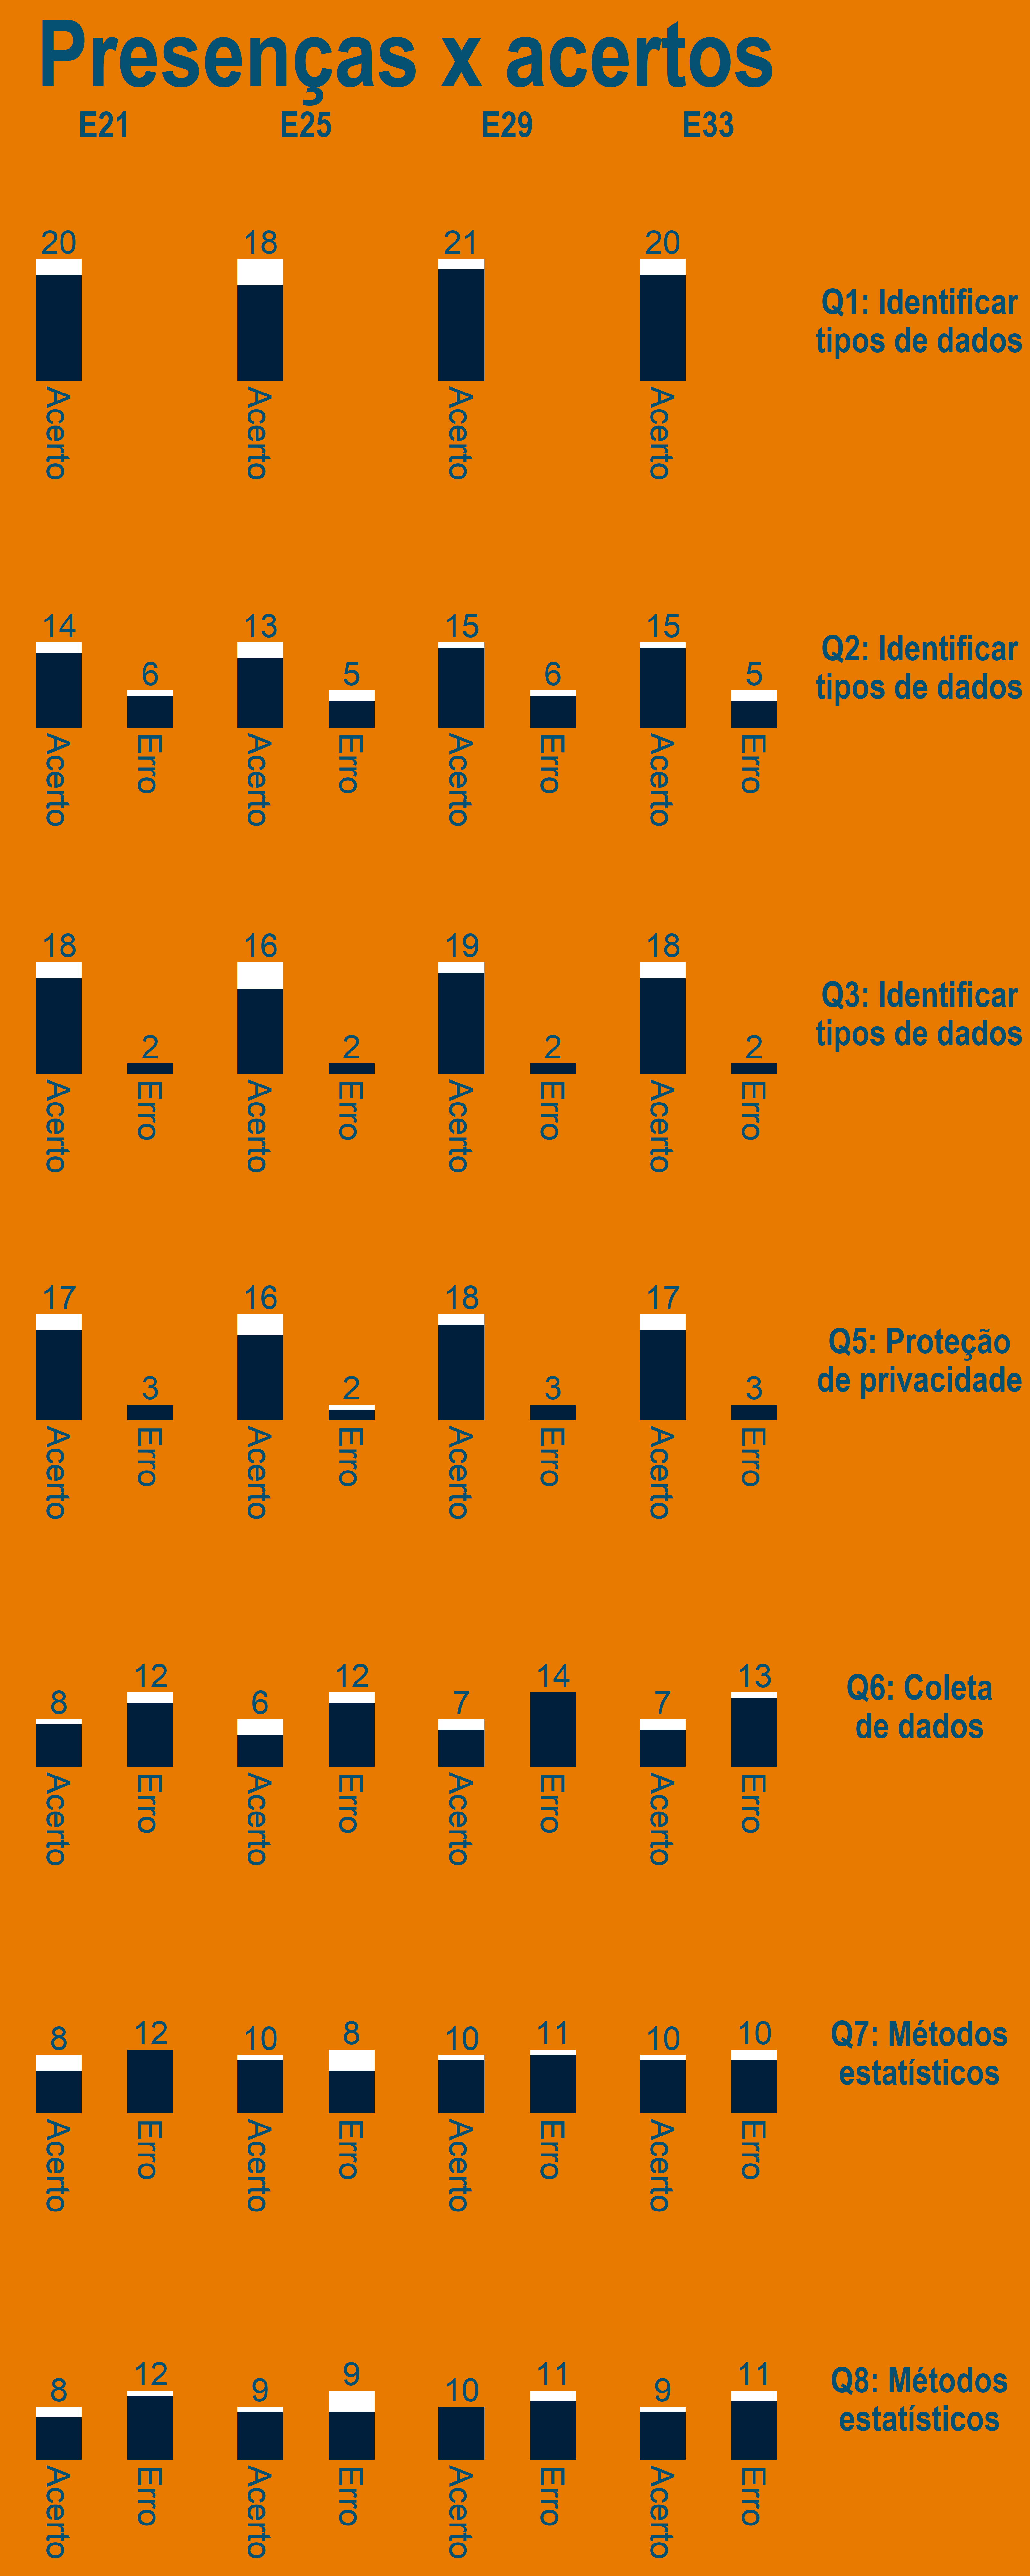 Presenças x acertos
E21 E25 E29 E33
20 18 21 20
Q1: Identificar
tipos de dados
Acerto Acerto Acerto Acerto
14 6 13 5 15 6 15 5
Q2: Identificar
tipos de dados
Acerto Erro Acerto Erro Acerto Erro Acerto Erro
18 2 16 2 19 2 18 2
Q3: Identificar
tipos de dados
Acerto Erro Acerto Erro Acerto Erro Acerto Erro
17 3 16 2 18 3 17 3
Q5: Proteção
de privacidade
Acerto Erro Acerto Erro Acerto Erro Acerto Erro
8 12 6 12 7 14 7 13
Q6: Coleta
de dados
Acerto Erro Acerto Erro Acerto Erro Acerto Erro
8 12 10 8 10 11 10 10
Q7: Métodos
estatísticos
Acerto Erro Acerto Erro Acerto Erro Acerto Erro
8 12 9 9 10 11 9 11
Q8: Métodos
estatísticos
Acerto Erro Acerto Erro Acerto Erro Acerto Erro